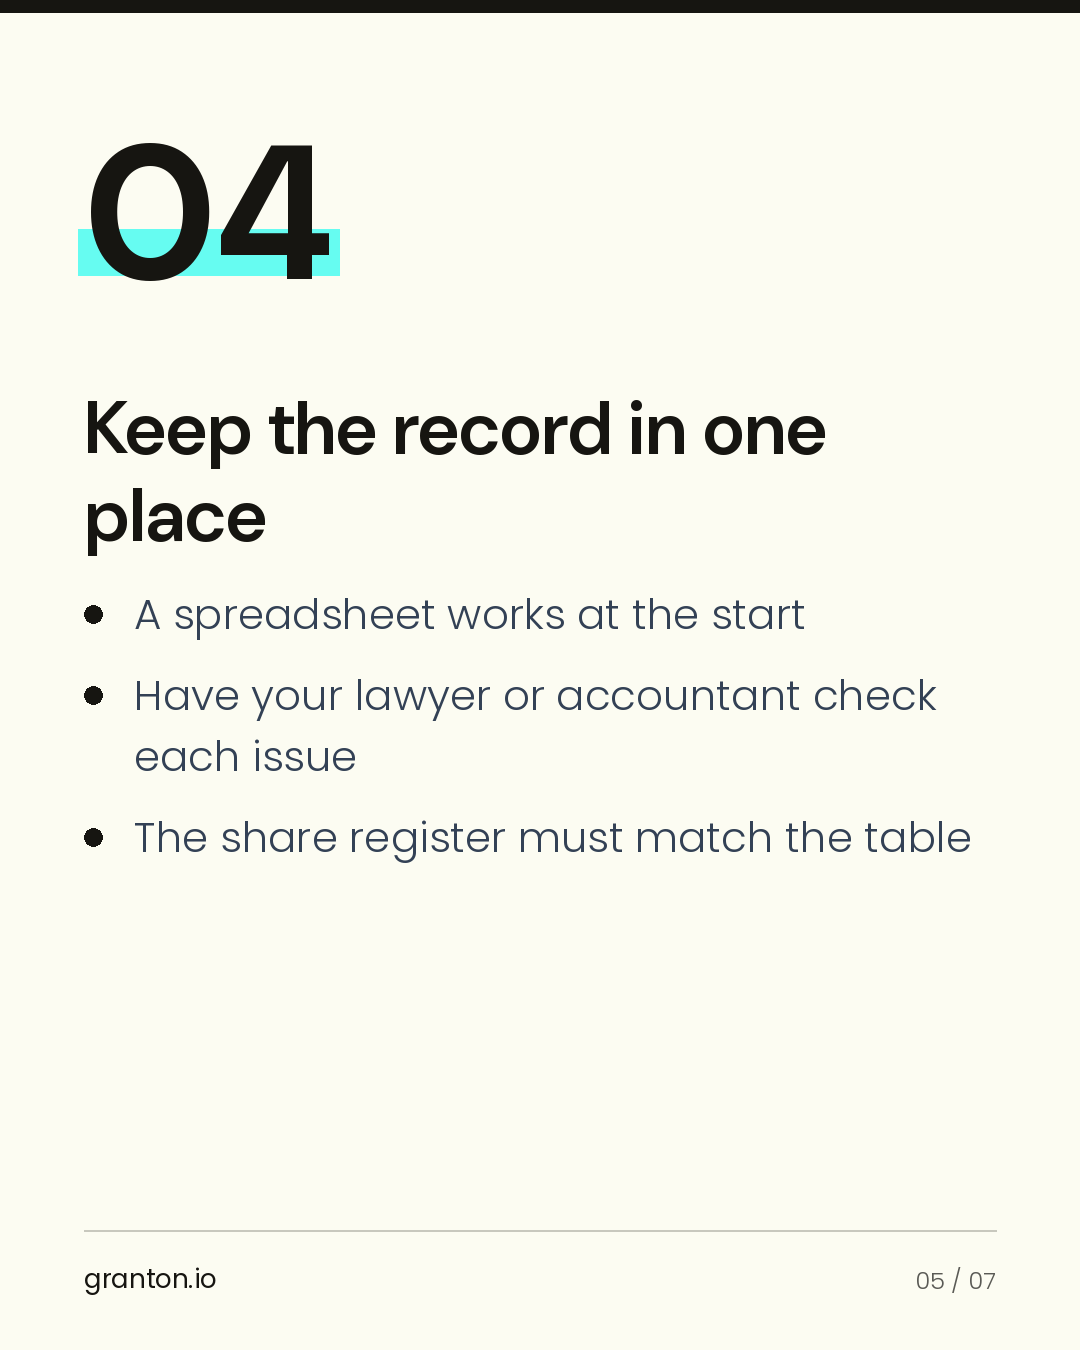 04
Keep the record in one
place
A spreadsheet works at the start
Have your lawyer or accountant check
each issue
The share register must match the table
granton.io
05 / 07